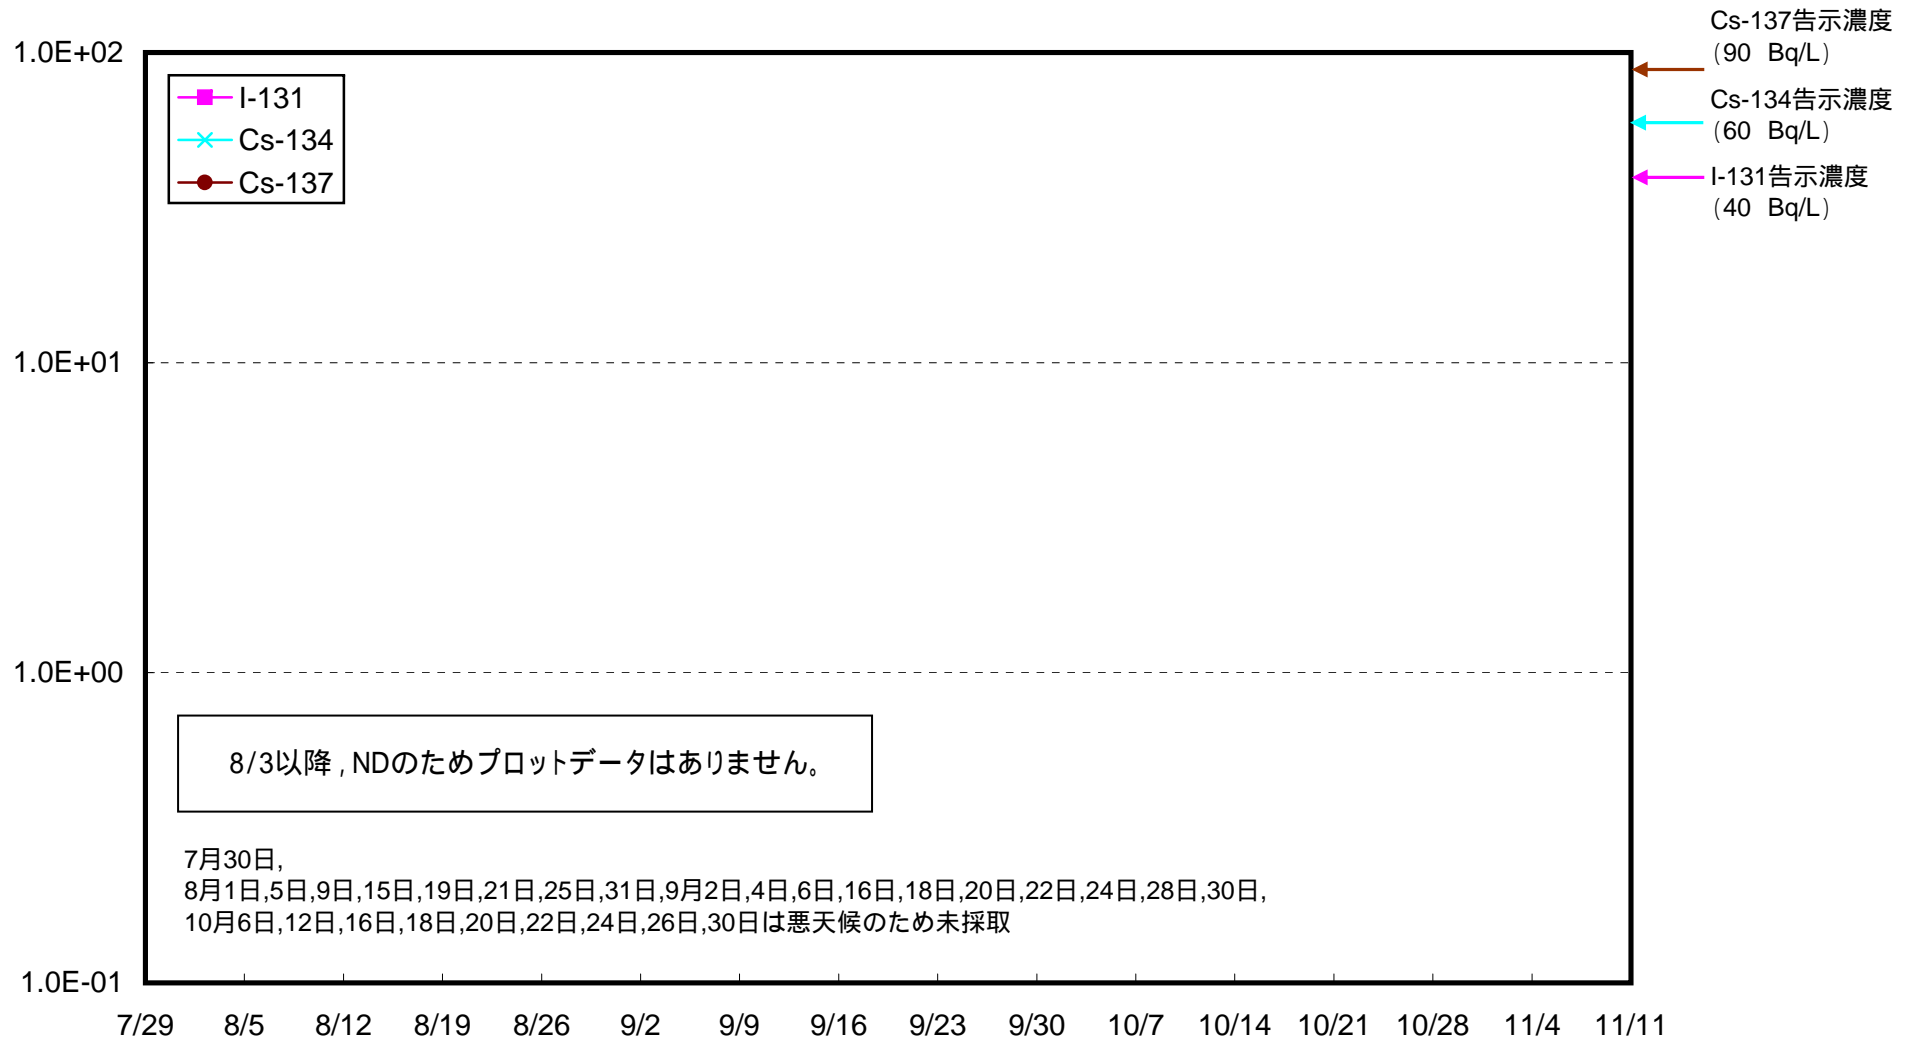 Cs-137告示濃度
(90 Bq/L)
Cs-134告示濃度
(60 Bq/L)
I-131告示濃度
(40 Bq/L)
1.0E+02
1.0E+01
1.0E+00
1.0E-01
I-131
Cs-134
Cs-137
8/3以降,NDのためプロットデータはありません。
7月30日,
8月1日,5日,9日,15日,19日,21日,25日,31日,9月2日,4日,6日,16日,18日,20日,22日,24日,28日,30日,
10月6日,12日,16日,18日,20日,22日,24日,26日,30日は悪天候のため未採取
7/29 8/5 8/12 8/19 8/26 9/2 9/9 9/16 9/23 9/30 10/7 10/14 10/21 10/28 11/4 11/11